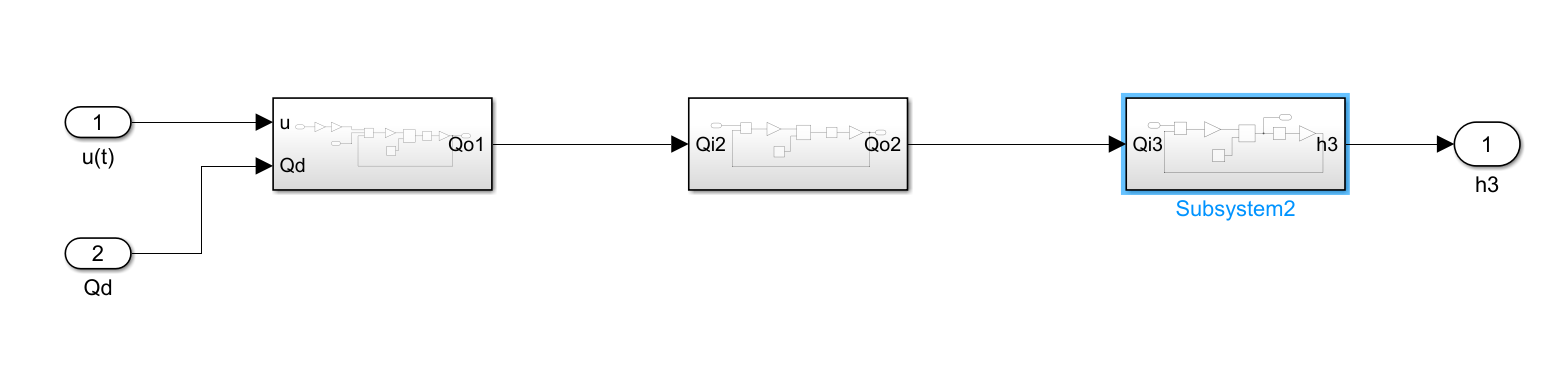 1
u(t)
2
Qd
u
Qd
Qo1
Qi2
Qo2
Qi3
h3
Subsystem2
1
h3